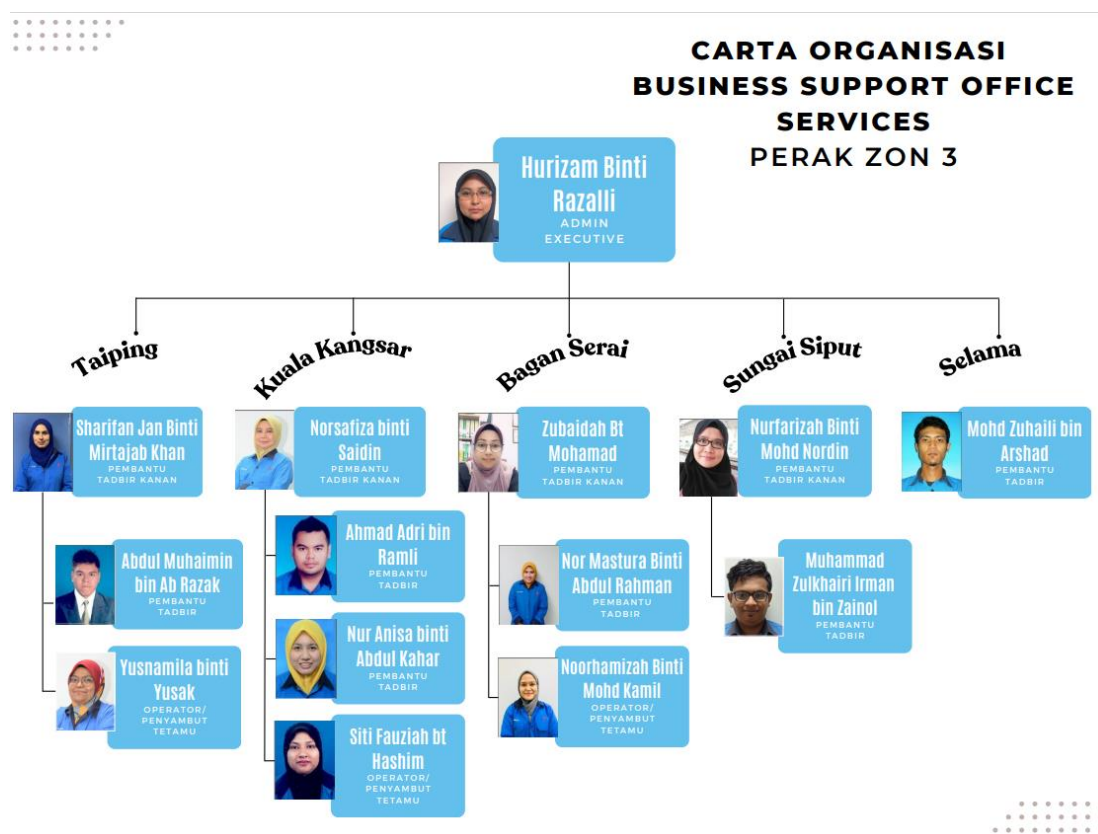 CARTA ORGANISASI
BUSINESS SUPPORT OFFICE
SERVICES
PERAK ZON 3
Hurizam Binti
Razalli
ADMIN
EXECUTIVE
Taiping
Sharifan Jan Binti
Mirtajab Khan
PEMBANTU
TADBIR KANAN
Abdul Muhaimin
bin Ab Razak
PEMBANTU
TADBIR
Yusnamila binti
Yusak
OPERATOR/
PENYAMBUT
TETAMU
Kuala Kangsar
Norsafiza binti
Saidin
PEMBANTU
TADBIR KANAN
Ahmad Adri bin
Ramli
PEMBANTU
TADBIR
Nur Anisa binti
Abdul Kahar
PEMBANTU
TADBIR
Siti Fauziah bt
Hashim
OPERATOR/
PENYAMBUT
TETAMU
Bagan Serai
Zubaidah Bt
Mohamad
PEMBANTU
TADBIR KANAN
Nor Mastura Binti
Abdul Rahman
PEMBANTU
TADBIR
Noorhamizah Binti
Mohd Kamil
OPERATOR/
PENYAMBUT
TETAMU
Sungai Siput
Nurfarizah Binti
Mohd Nordin
PEMBANTU
TADBIR KANAN
Muhammad
Zulkhairi Irman
bin Zainol
PEMBANTU
TADBIR
Selama
Mohd Zuhaili bin
Arshad
PEMBANTU
TADBIR